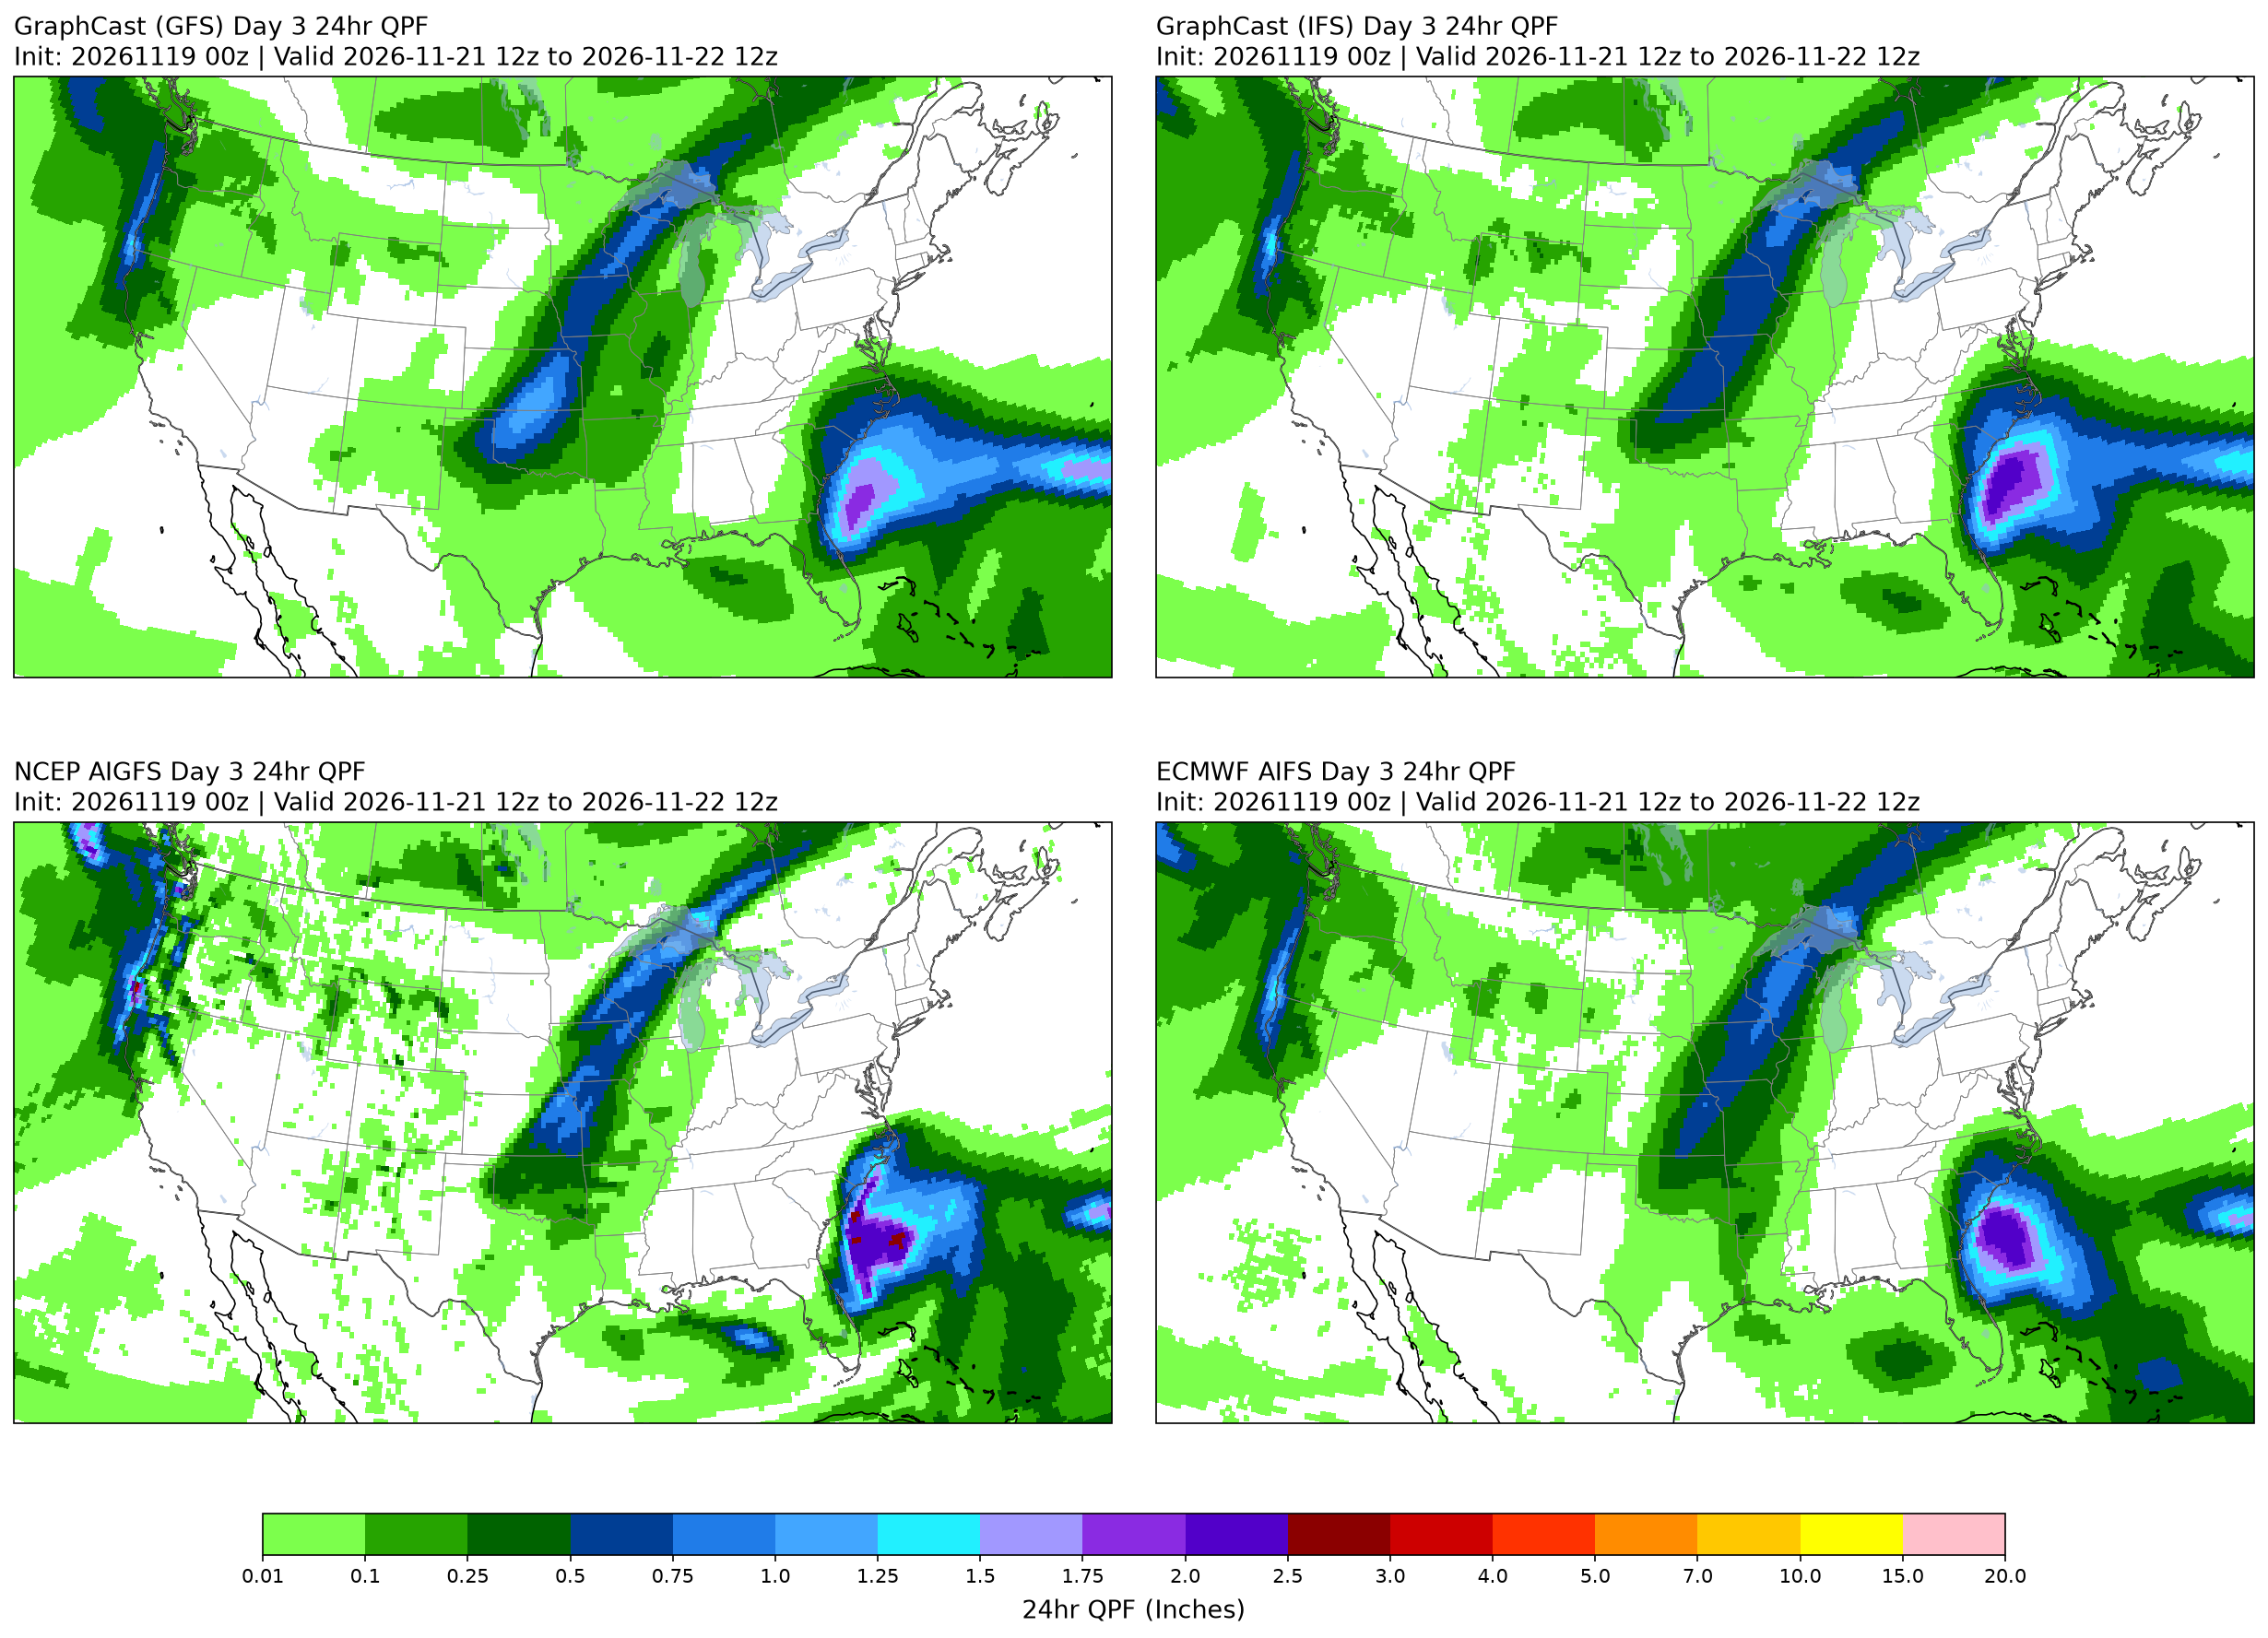 GraphCast (GFS) Day 3 24hr QPF
Init: 20261119 00z | Valid 2026-11-21 12z to 2026-11-22 12z
GraphCast (IFS) Day 3 24hr QPF
Init: 20261119 00z | Valid 2026-11-21 12z to 2026-11-22 12z
NCEP AIGFS Day 3 24hr QPF
Init: 20261119 00z | Valid 2026-11-21 12z to 2026-11-22 12z
ECMWF AIFS Day 3 24hr QPF
Init: 20261119 00z | Valid 2026-11-21 12z to 2026-11-22 12z
0.01 0.1 0.25 0.5 0.75 1.0 1.25 1.5 1.75 2.0 2.5 3.0 4.0 5.0 7.0 10.0 15.0 20.0
24hr QPF (Inches)